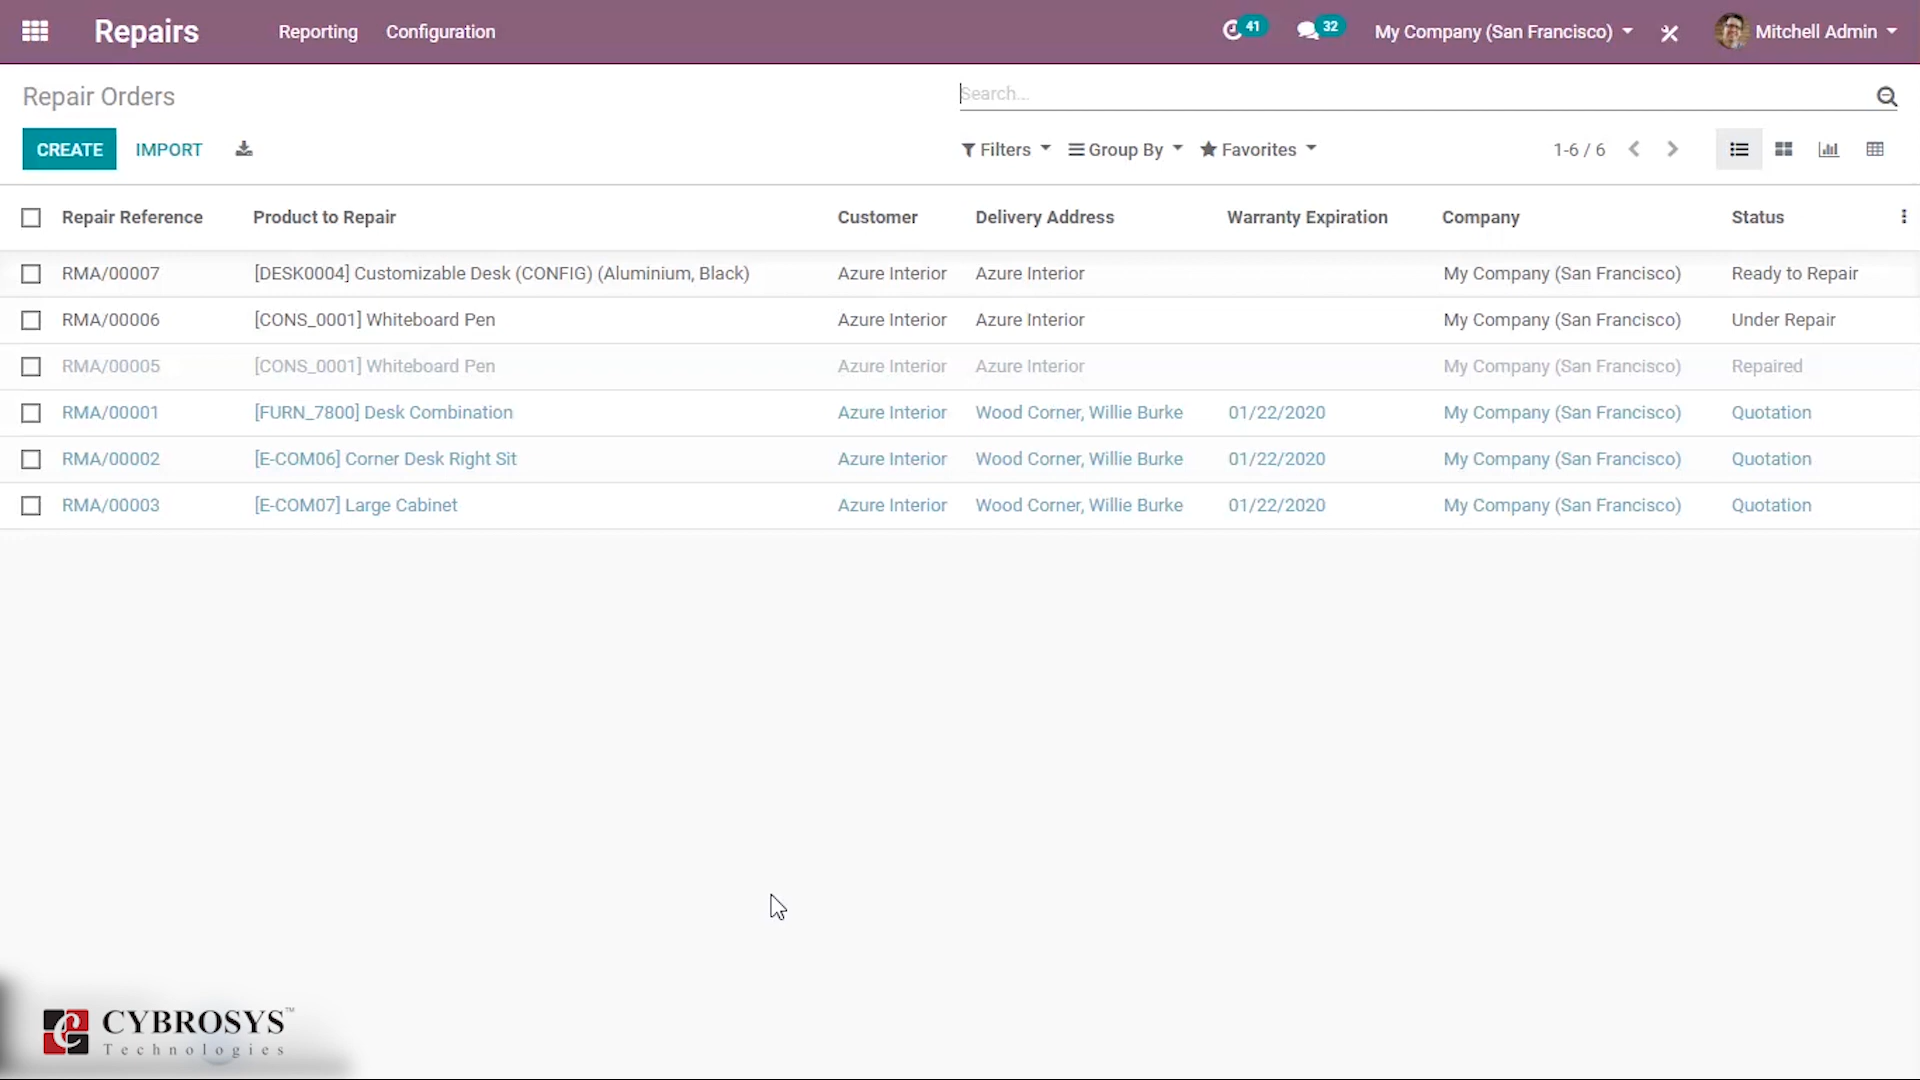 Repairs Reporting Configuration 41 32 My Company (San Francisco) Mitchell Admin
Repair Orders
Search...
CREATE IMPORT Filters Group By Favorites 1-6 / 6
Repair Reference Product to Repair Customer Delivery Address Warranty Expiration Company Status
RMA/00007 [DESK0004] Customizable Desk (CONFIG) (Aluminium, Black) Azure Interior Azure Interior My Company (San Francisco) Ready to Repair
RMA/00006 [CONS_0001] Whiteboard Pen Azure Interior Azure Interior My Company (San Francisco) Under Repair
RMA/00005 [CONS_0001] Whiteboard Pen Azure Interior Azure Interior My Company (San Francisco) Repaired
RMA/00001 [FURN_7800] Desk Combination Azure Interior Wood Corner, Willie Burke 01/22/2020 My Company (San Francisco) Quotation
RMA/00002 [E-COM06] Corner Desk Right Sit Azure Interior Wood Corner, Willie Burke 01/22/2020 My Company (San Francisco) Quotation
RMA/00003 [E-COM07] Large Cabinet Azure Interior Wood Corner, Willie Burke 01/22/2020 My Company (San Francisco) Quotation
CYBROSYS™
Technologies